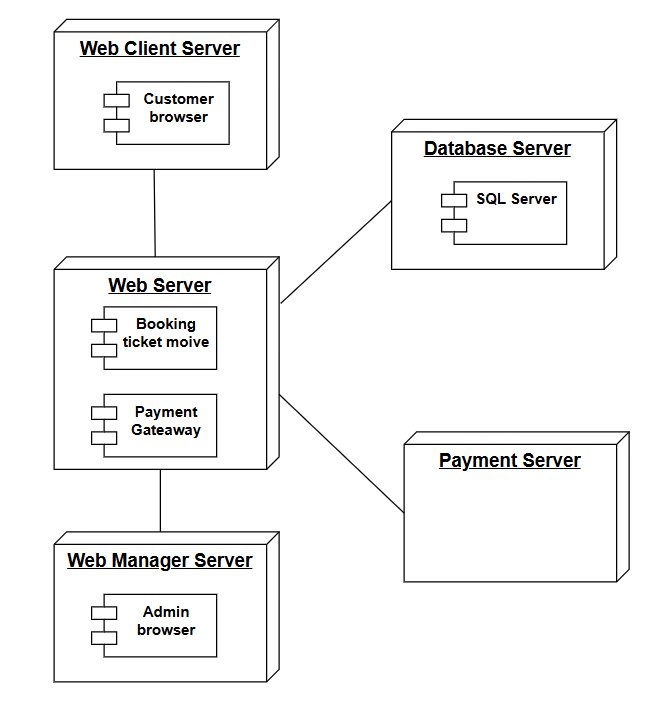 Web Client Server
Customer
browser
Database Server
SQL Server
Web Server
Booking
ticket moive
Payment
Gateaway
Payment Server
Web Manager Server
Admin
browser